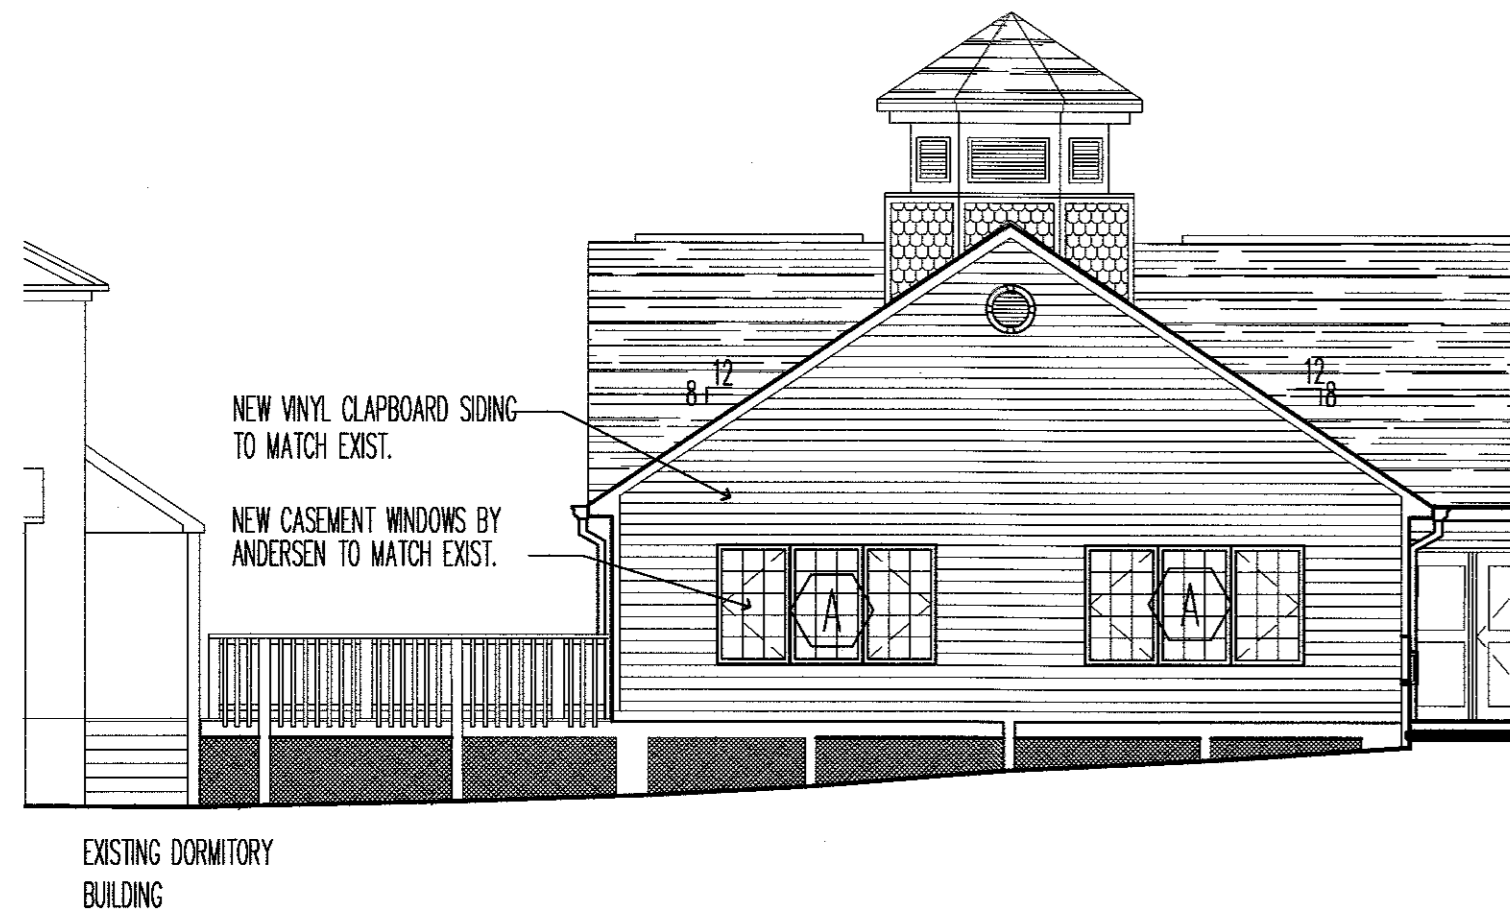 12
8
12
8
NEW VINYL CLAPBOARD SIDING
TO MATCH EXIST.
NEW CASEMENT WINDOWS BY
ANDERSEN TO MATCH EXIST.
A
A
EXISTING DORMITORY
BUILDING